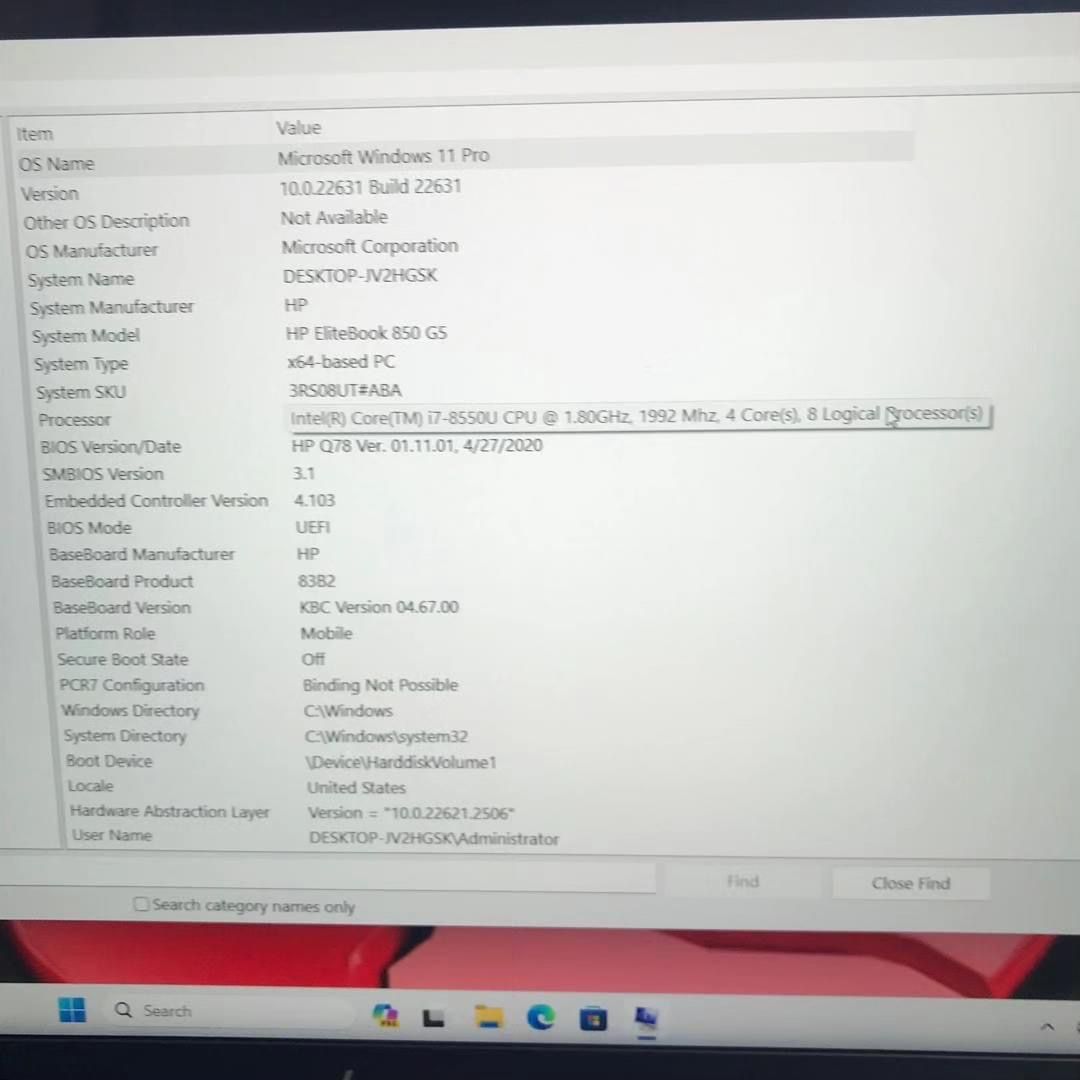 Item Value
OS Name Microsoft Windows 11 Pro
Version 10.0.22631 Build 22631
Other OS Description Not Available
OS Manufacturer Microsoft Corporation
System Name DESKTOP-JV2HGSK
System Manufacturer HP
System Model HP EliteBook 850 G5
System Type x64-based PC
System SKU 3RS08UT#ABA
Processor Intel(R) Core(TM) i7-8550U CPU @ 1.80GHz, 1992 Mhz, 4 Core(s), 8 Logical Processor(s)
BIOS Version/Date HP Q78 Ver. 01.11.01, 4/27/2020
SMBIOS Version 3.1
Embedded Controller Version 4.103
BIOS Mode UEFI
BaseBoard Manufacturer HP
BaseBoard Product 83B2
BaseBoard Version KBC Version 04.67.00
Platform Role Mobile
Secure Boot State Off
PCR7 Configuration Binding Not Possible
Windows Directory C:\Windows
System Directory C:\Windows\system32
Boot Device \Device\HarddiskVolume1
Locale United States
Hardware Abstraction Layer Version = "10.0.22621.2506"
User Name DESKTOP-JV2HGSK\Administrator
Find Close Find
Search category names only
Search